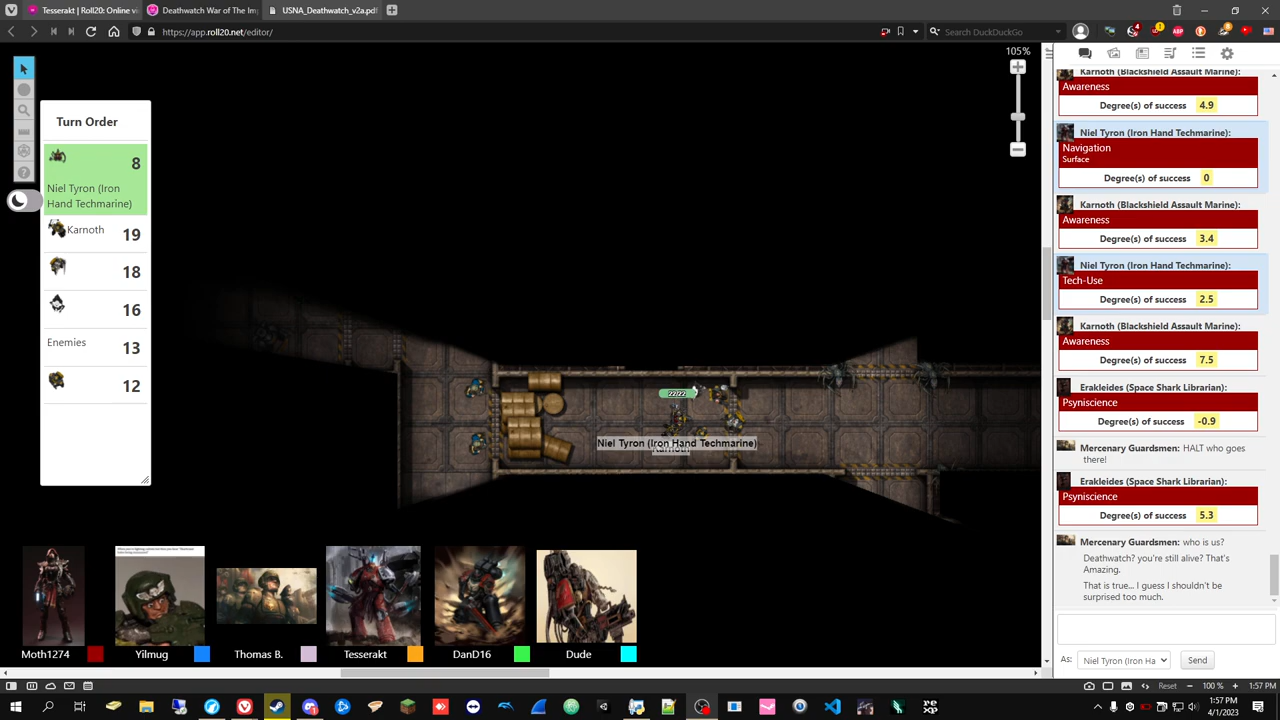 Tesserakt | Roll20: Online vi
Deathwatch War of The Im
USNA_Deathwatch_v2a.pdf
https://app.roll20.net/editor/
Search DuckDuckGo
105%
Turn Order
8
Niel Tyron (Iron
Hand Techmarine)
Karnoth
19
18
16
Enemies
13
12
22/22
Niel Tyron (Iron Hand Techmarine)
Karnoth
Moth1274
Yilmug
Thomas B.
Tesserakt
DanD16
Dude
Karnoth (Blackshield Assault Marine):
Awareness
Degree(s) of success 4.9
Niel Tyron (Iron Hand Techmarine):
Navigation
Surface
Degree(s) of success 0
Karnoth (Blackshield Assault Marine):
Awareness
Degree(s) of success 3.4
Niel Tyron (Iron Hand Techmarine):
Tech-Use
Degree(s) of success 2.5
Karnoth (Blackshield Assault Marine):
Awareness
Degree(s) of success 7.5
Erakleides (Space Shark Librarian):
Psyniscience
Degree(s) of success -0.9
Mercenary Guardsmen: HALT who goes
there!
Erakleides (Space Shark Librarian):
Psyniscience
Degree(s) of success 5.3
Mercenary Guardsmen: who is us?
Deathwatch? you're still alive? That's
Amazing.
That is true... I guess I shouldn't be
surprised too much.
As: Niel Tyron (Iron Ha
Send
Reset
100 %
1:57 PM
1:57 PM
4/1/2023